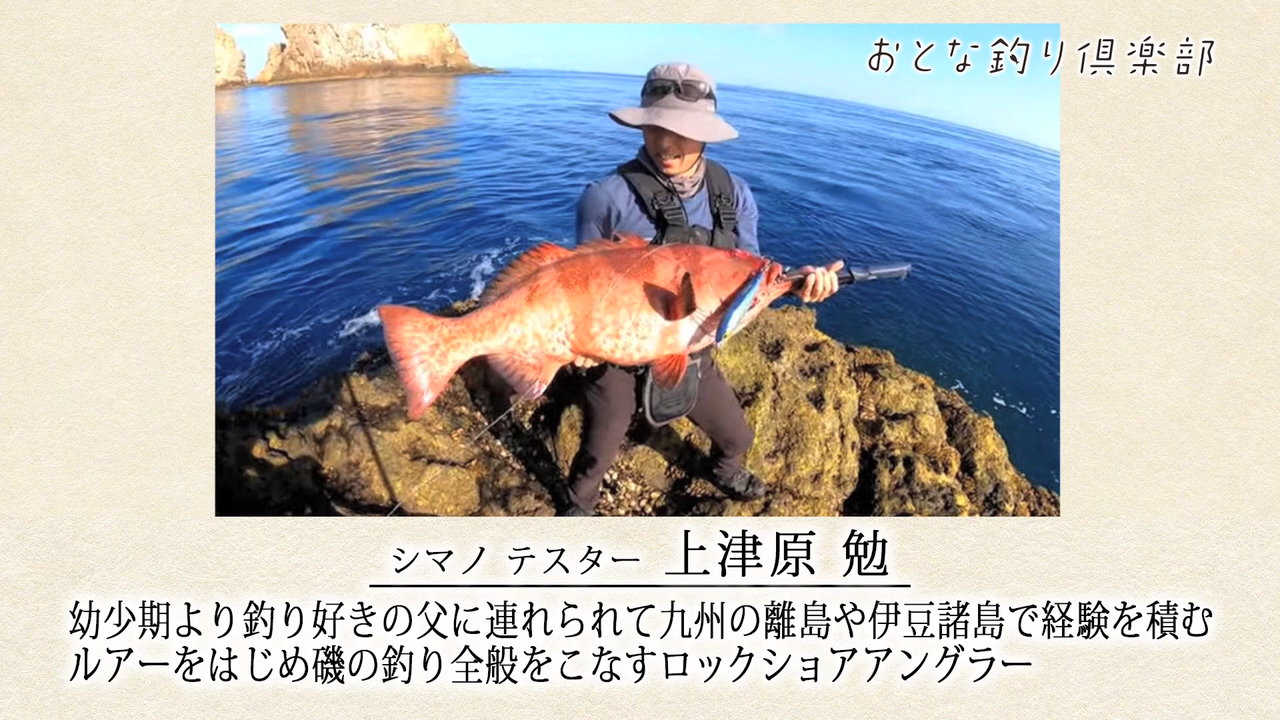 おとな釣り倶楽部
シマノ テスター 上津原 勉
幼少期より釣り好きの父に連れられて九州の離島や伊豆諸島で経験を積む
ルアーをはじめ磯の釣り全般をこなすロックショアアングラー